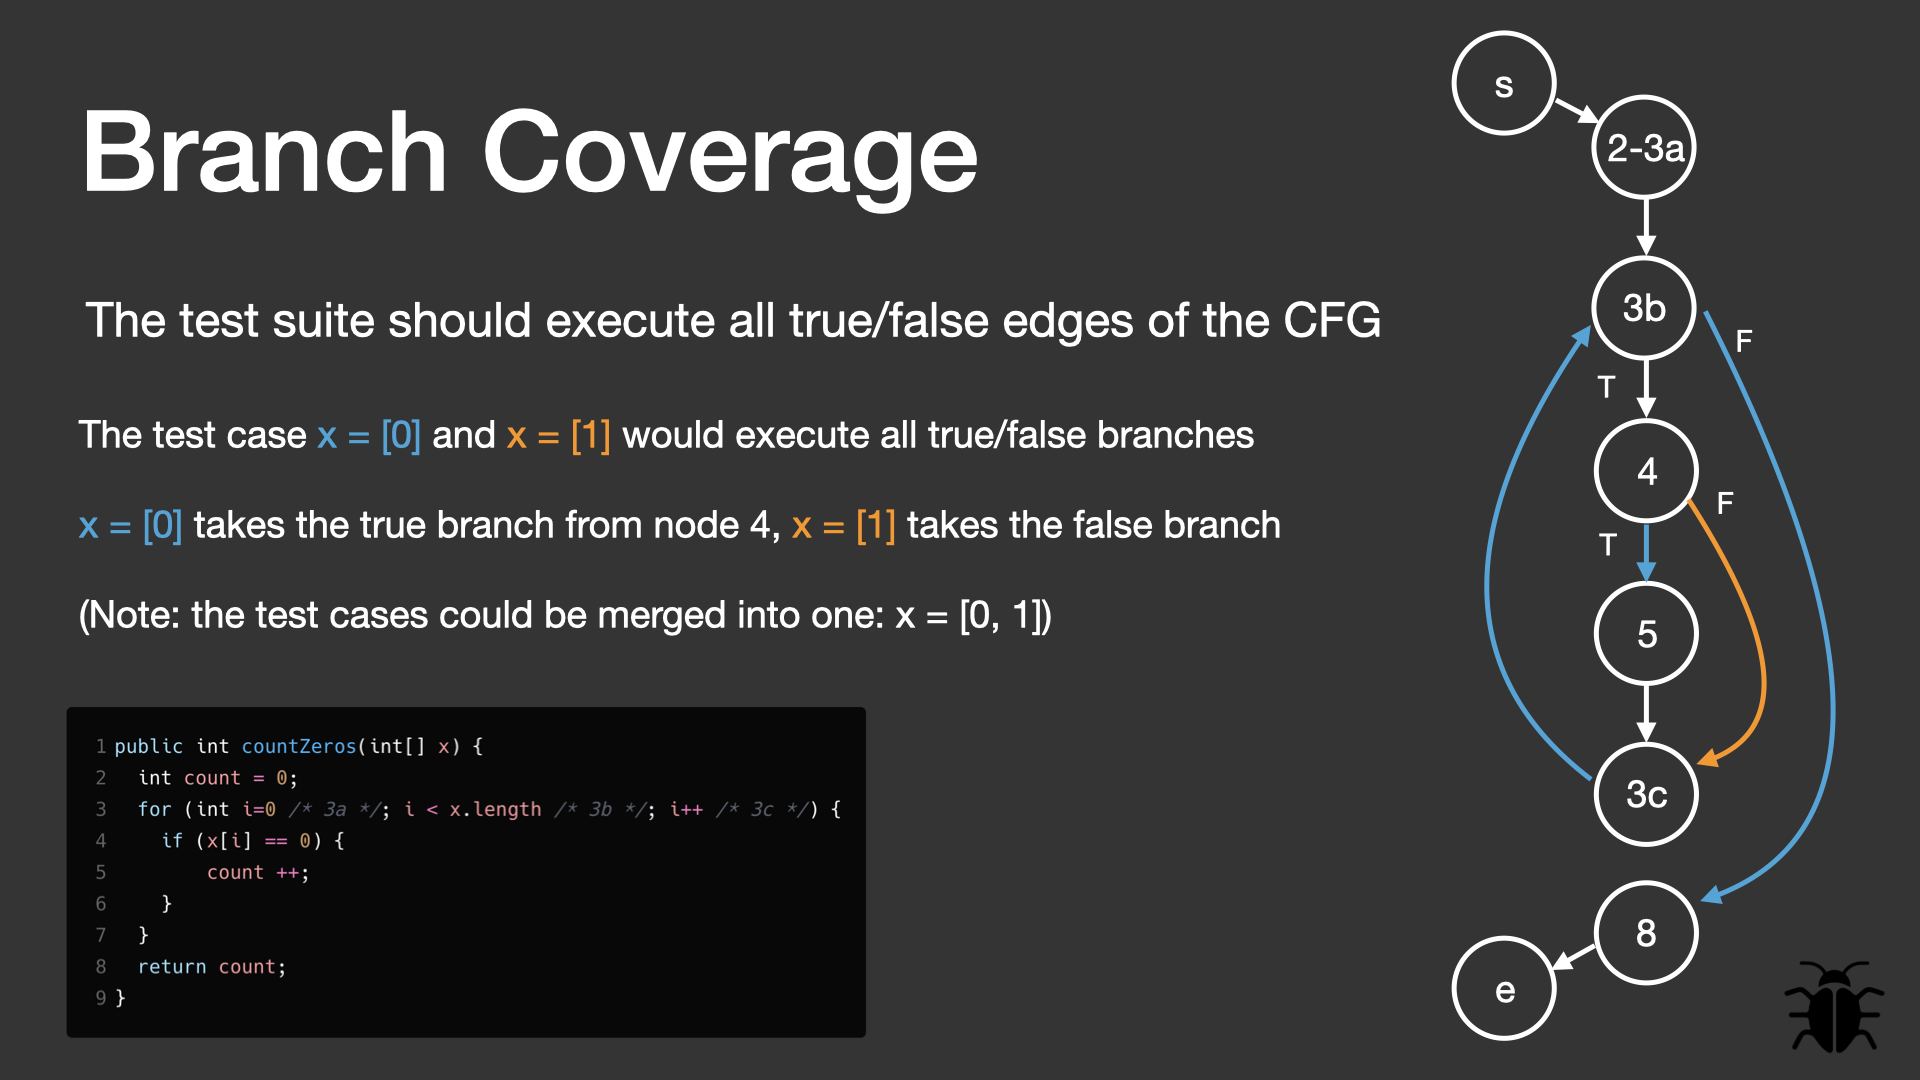 Branch Coverage
The test suite should execute all true/false edges of the CFG
The test case x = [0] and x = [1] would execute all true/false branches
x = [0] takes the true branch from node 4, x = [1] takes the false branch
(Note: the test cases could be merged into one: x = [0, 1])
1 public int countZeros(int[] x) {
2 int count = 0;
3 for (int i=0 /* 3a */; i < x.length /* 3b */; i++ /* 3c */) {
4 if (x[i] == 0) {
5 count ++;
6 }
7 }
8 return count;
9 }
s
2-3a
3b
F
T
4
F
T
5
3c
8
e